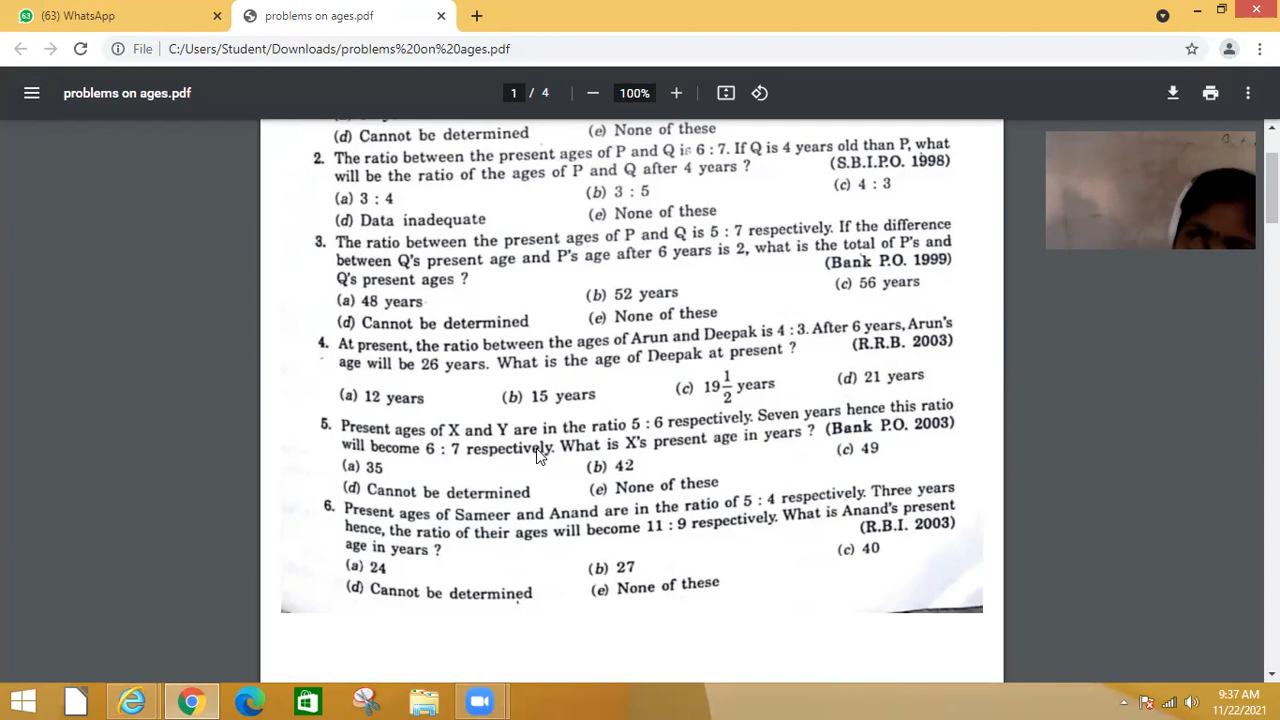 (63) WhatsApp
problems on ages.pdf
File
C:/Users/Student/Downloads/problems%20on%20ages.pdf
problems on ages.pdf
1 / 4
100%
(d) Cannot be determined (e) None of these
2. The ratio between the present ages of P and Q is 6 : 7. If Q is 4 years old than P, what
will be the ratio of the ages of P and Q after 4 years ? (S.B.I.P.O. 1998)
(a) 3 : 4 (b) 3 : 5 (c) 4 : 3
(d) Data inadequate (e) None of these
3. The ratio between the present ages of P and Q is 5 : 7 respectively. If the difference
between Q's present age and P's age after 6 years is 2, what is the total of P's and
Q's present ages ? (Bank P.O. 1999)
(a) 48 years (b) 52 years (c) 56 years
(d) Cannot be determined (e) None of these
4. At present, the ratio between the ages of Arun and Deepak is 4 : 3. After 6 years, Arun's
age will be 26 years. What is the age of Deepak at present ? (R.R.B. 2003)
(a) 12 years (b) 15 years (c) 19 1/2 years (d) 21 years
5. Present ages of X and Y are in the ratio 5 : 6 respectively. Seven years hence this ratio
will become 6 : 7 respectively. What is X's present age in years ? (Bank P.O. 2003)
(a) 35 (b) 42 (c) 49
(d) Cannot be determined (e) None of these
6. Present ages of Sameer and Anand are in the ratio of 5 : 4 respectively. Three years
hence, the ratio of their ages will become 11 : 9 respectively. What is Anand's present
age in years ? (R.B.I. 2003)
(a) 24 (b) 27 (c) 40
(d) Cannot be determined (e) None of these
9:37 AM
11/22/2021